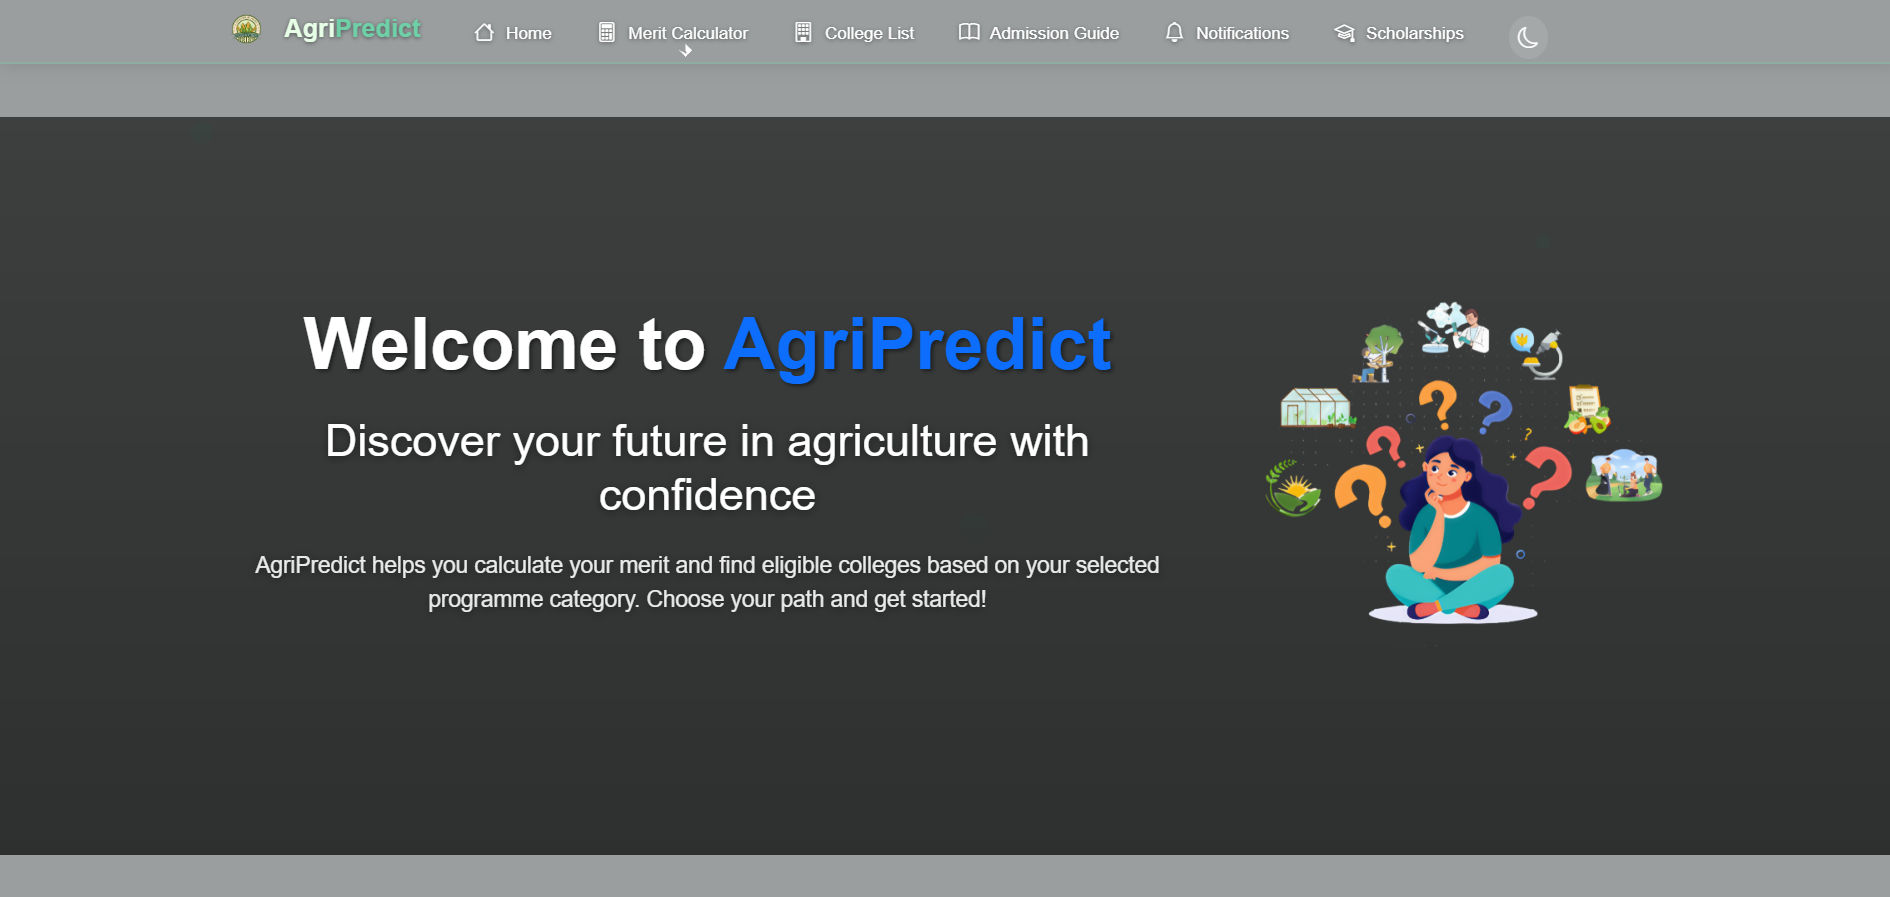 AgriPredict
Home
Merit Calculator
College List
Admission Guide
Notifications
Scholarships
Welcome to AgriPredict
Discover your future in agriculture with
confidence
AgriPredict helps you calculate your merit and find eligible colleges based on your selected
programme category. Choose your path and get started!